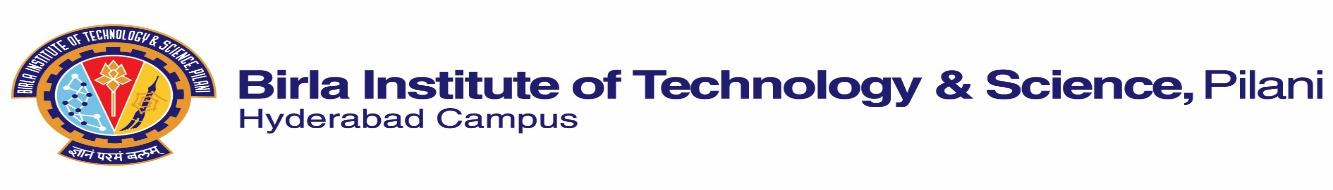 BIRLA INSTITUTE OF TECHNOLOGY & SCIENCE, PILANI
ज्ञानं परमं बलम्
Birla Institute of Technology & Science, Pilani
Hyderabad Campus